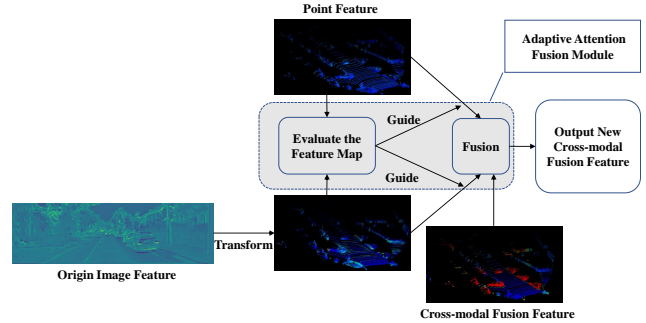 Point Feature
Adaptive Attention
Fusion Module
Guide
Evaluate the
Feature Map
Fusion
Output New
Cross-modal
Fusion Feature
Guide
Transform
Origin Image Feature
Cross-modal Fusion Feature